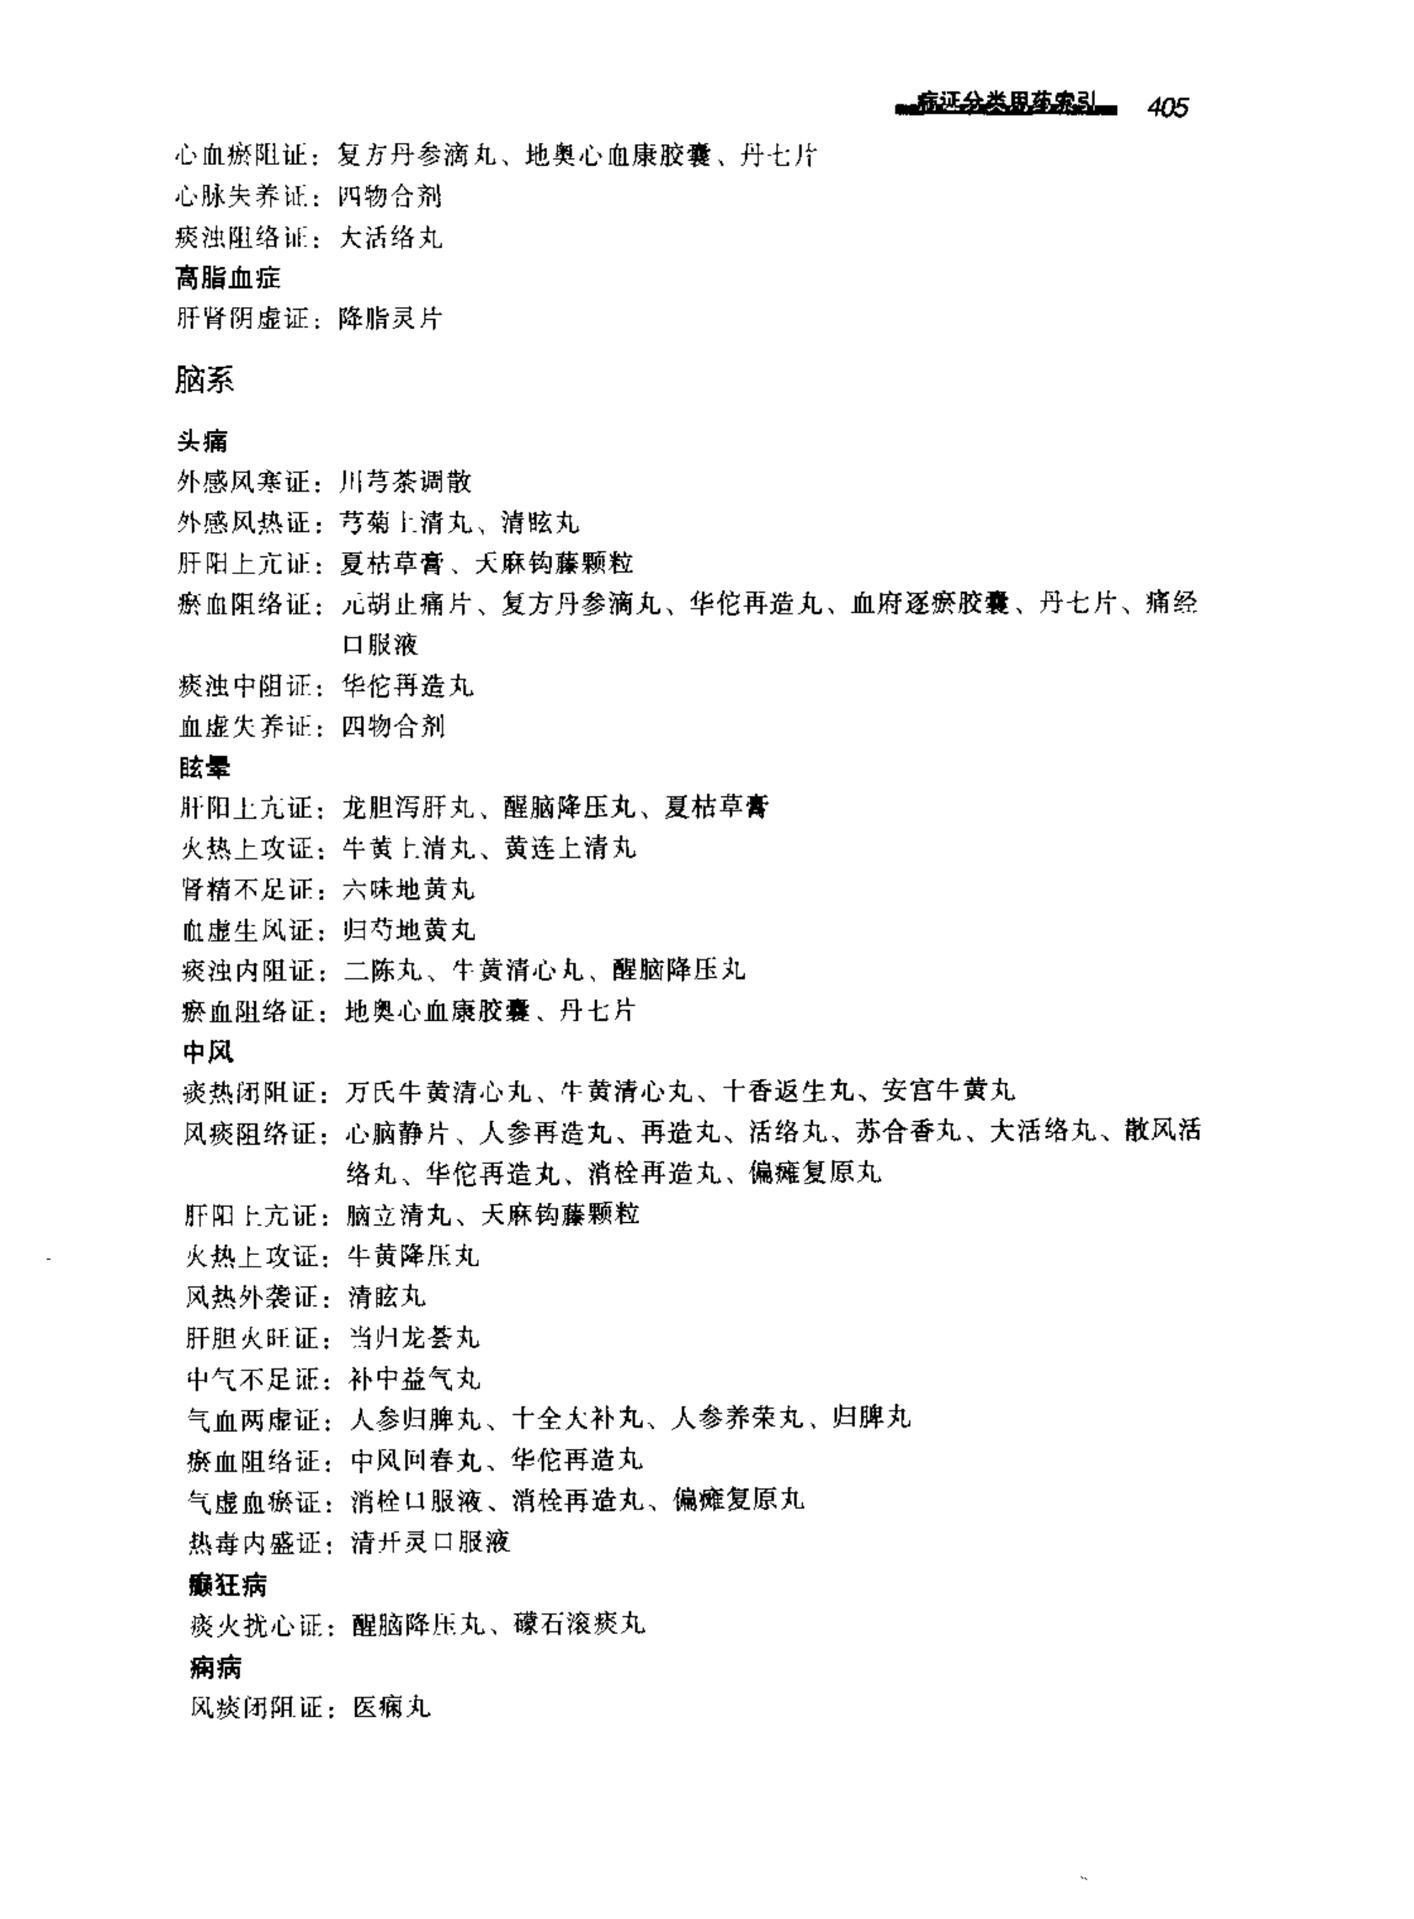 病证分类用药索引 405
心血瘀阻证：复方丹参滴丸、地奥心血康胶囊、丹七片
心脉失养证：四物合剂
痰浊阻络证：大活络丸
高脂血症
肝肾阴虚证：降脂灵片
脑系
头痛
外感风寒证：川芎茶调散
外感风热证：芎菊上清丸、清眩丸
肝阳上亢证：夏枯草膏、天麻钩藤颗粒
瘀血阻络证：元胡止痛片、复方丹参滴丸、华佗再造丸、血府逐瘀胶囊、丹七片、痛经
口服液
痰浊中阻证：华佗再造丸
血虚失养证：四物合剂
眩晕
肝阳上亢证：龙胆泻肝丸、醒脑降压丸、夏枯草膏
火热上攻证：牛黄上清丸、黄连上清丸
肾精不足证：六味地黄丸
血虚生风证：归芍地黄丸
痰浊内阻证：二陈丸、牛黄清心丸、醒脑降压丸
瘀血阻络证：地奥心血康胶囊、丹七片
中风
痰热闭阻证：万氏牛黄清心丸、牛黄清心丸、十香返生丸、安宫牛黄丸
风痰阻络证：心脑静片、人参再造丸、再造丸、活络丸、苏合香丸、大活络丸、散风活
络丸、华佗再造丸、消栓再造丸、偏瘫复原丸
肝阳上亢证：脑立清丸、天麻钩藤颗粒
火热上攻证：牛黄降压丸
风热外袭证：清眩丸
肝胆火旺证：当归龙荟丸
中气不足证：补中益气丸
气血两虚证：人参归脾丸、十全大补丸、人参养荣丸、归脾丸
瘀血阻络证：中风回春丸、华佗再造丸
气虚血瘀证：消栓口服液、消栓再造丸、偏瘫复原丸
热毒内盛证：清开灵口服液
癫狂病
痰火扰心证：醒脑降压丸、礞石滚痰丸
痫病
风痰闭阻证：医痫丸